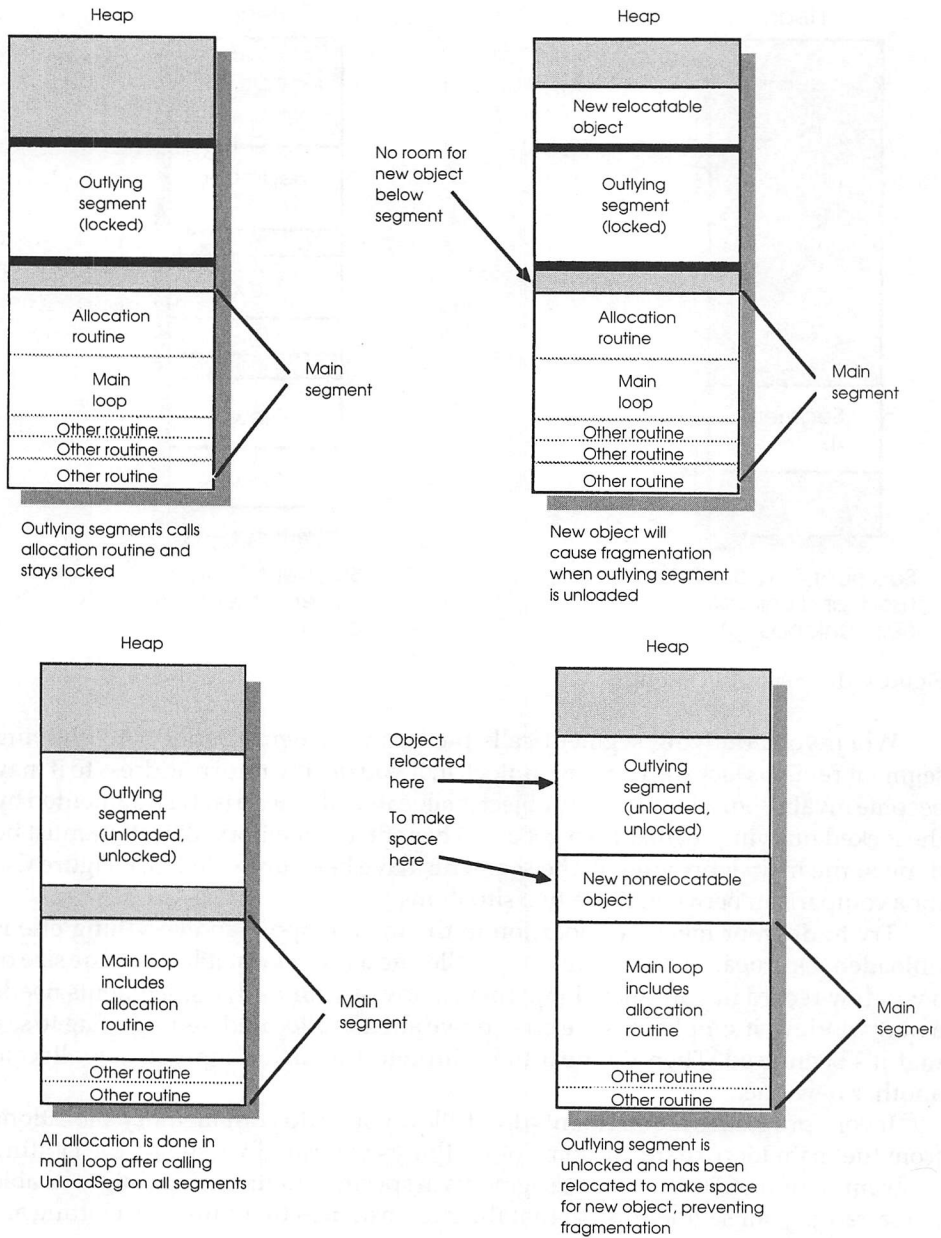 Heap
Outlying
segment
(locked)
Allocation
routine
Main
loop
Other routine
Other routine
Other routine
Main
segment
Outlying segments calls
allocation routine and
stays locked
Heap
New relocatable
object
No room for
new object
below
segment
Outlying
segment
(locked)
Allocation
routine
Main
loop
Other routine
Other routine
Other routine
Main
segment
New object will
cause fragmentation
when outlying segment
is unloaded
Heap
Outlying
segment
(unloaded,
unlocked)
Main loop
includes
allocation
routine
Other routine
Other routine
Main
segment
All allocation is done in
main loop after calling
UnloadSeg on all segments
Heap
Object
relocated
here
To make
space
here
Outlying
segment
(unloaded,
unlocked)
New nonrelocatable
object
Main loop
includes
allocation
routine
Other routine
Other routine
Main
segmen
Outlying segment is
unlocked and has been
relocated to make space
for new object, preventing
fragmentation